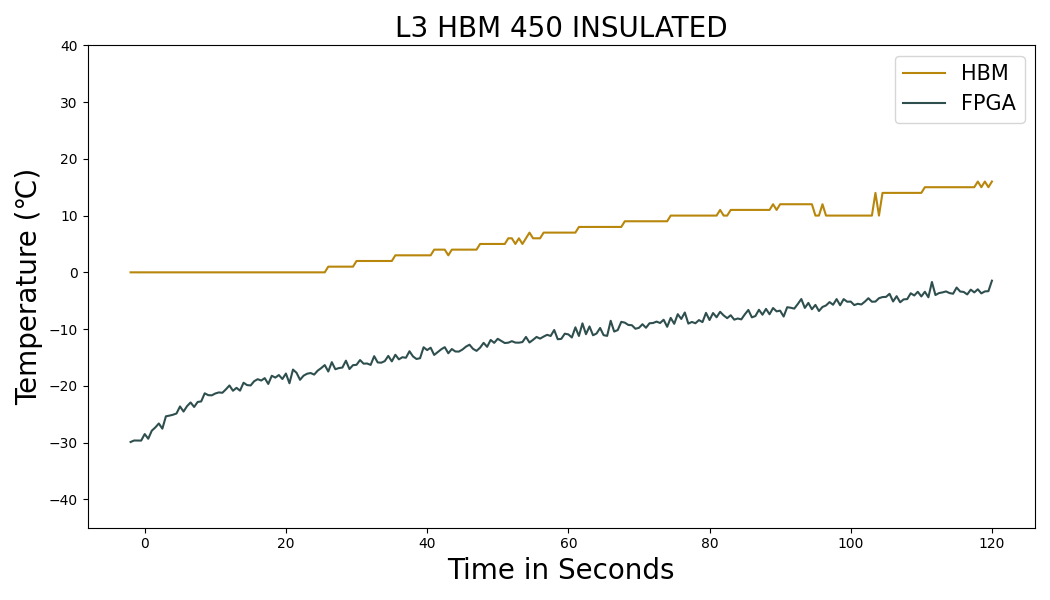 L3 HBM 450 INSULATED
HBM
FPGA
Temperature (℃)
40
30
20
10
0
−10
−20
−30
−40
0 20 40 60 80 100 120
Time in Seconds